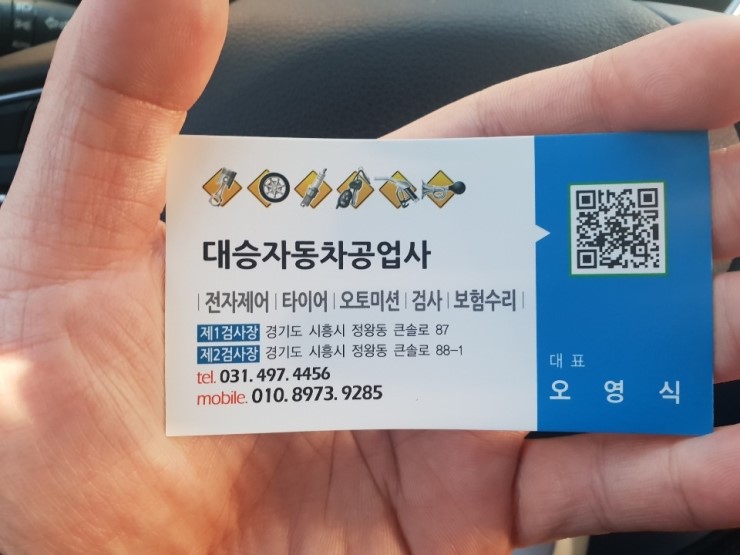 대승자동차공업사
| 전자제어 | 타이어 | 오토미션 | 검사 | 보험수리 |
제1검사장 경기도 시흥시 정왕동 큰솔로 87
제2검사장 경기도 시흥시 정왕동 큰솔로 88-1
tel. 031. 497. 4456
mobile. 010. 8973. 9285
대 표
오 영 식